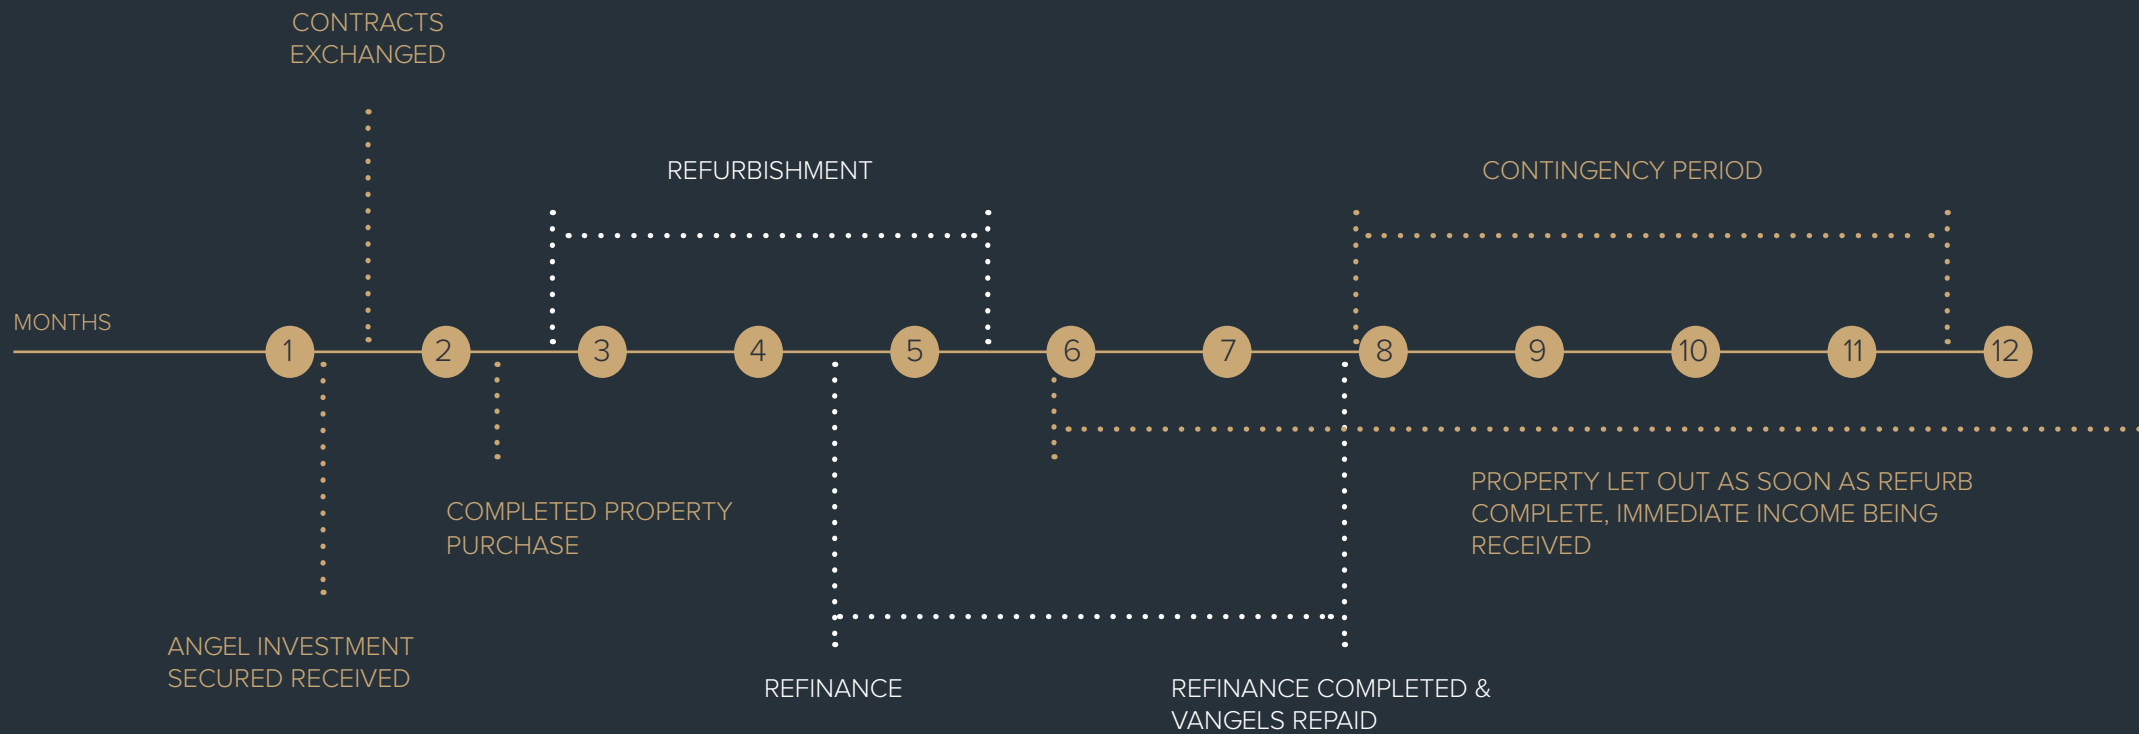 CONTRACTS
EXCHANGED
REFURBISHMENT
CONTINGENCY PERIOD
MONTHS
1
2
3
4
5
6
7
8
9
10
11
12
COMPLETED PROPERTY
PURCHASE
PROPERTY LET OUT AS SOON AS REFURB
COMPLETE, IMMEDIATE INCOME BEING
RECEIVED
ANGEL INVESTMENT
SECURED RECEIVED
REFINANCE
REFINANCE COMPLETED &
VANGELS REPAID